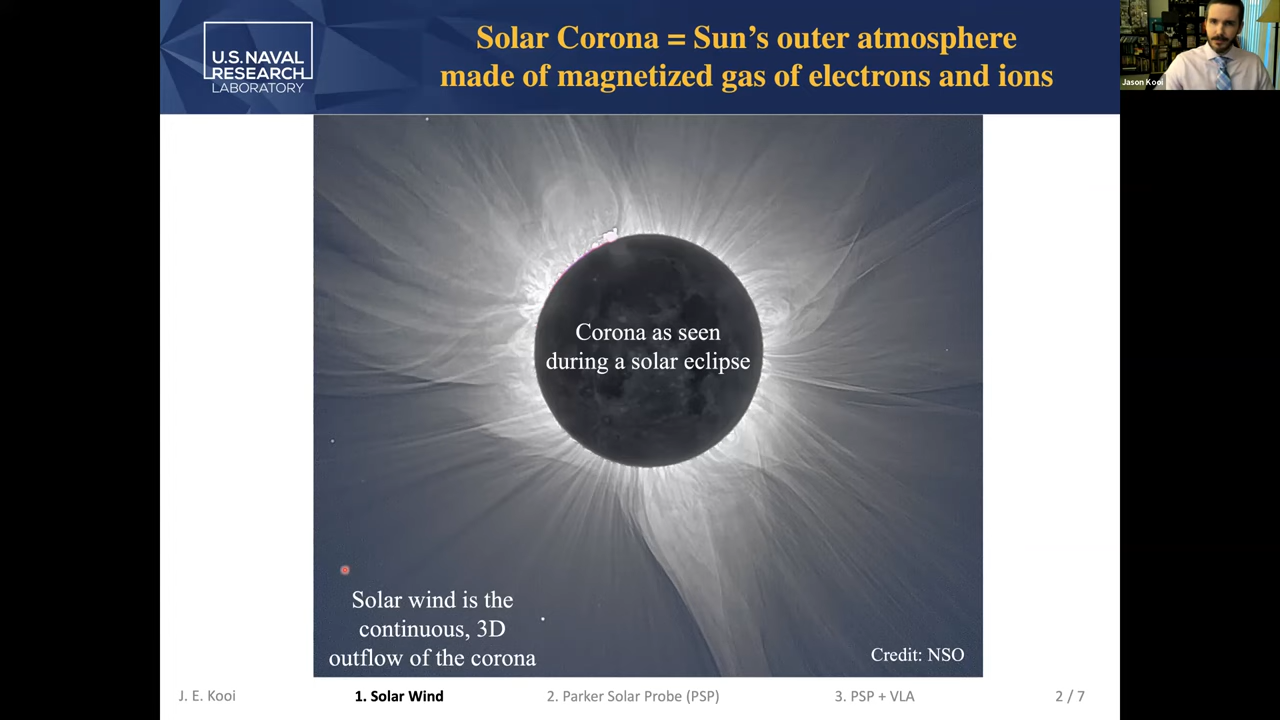 U.S. NAVAL
RESEARCH
LABORATORY
Solar Corona = Sun's outer atmosphere
made of magnetized gas of electrons and ions
Jason Kooi
Corona as seen
during a solar eclipse
Solar wind is the
continuous, 3D
outflow of the corona
Credit: NSO
J. E. Kooi
1. Solar Wind
2. Parker Solar Probe (PSP)
3. PSP + VLA
2 / 7